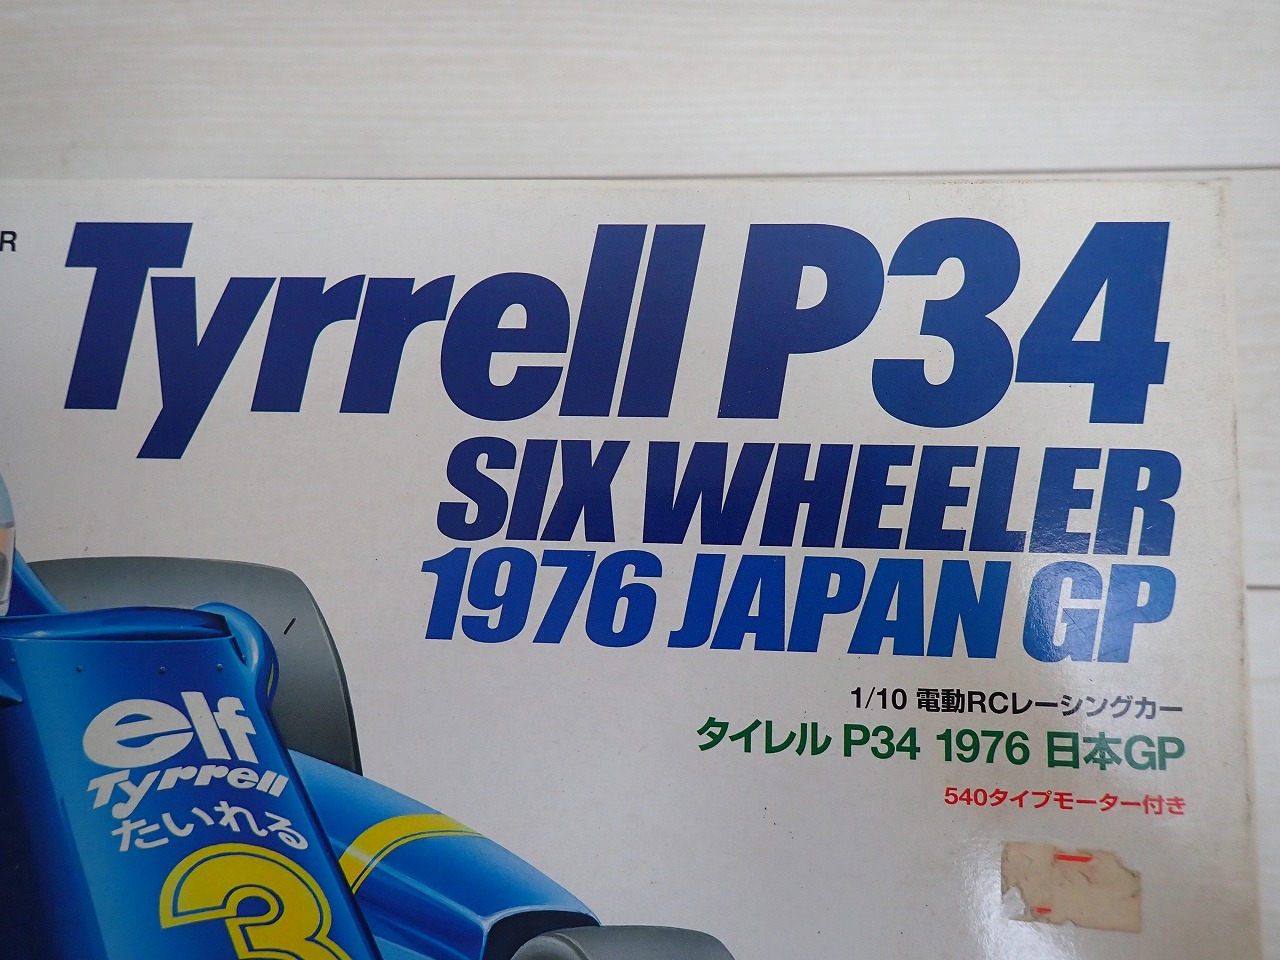 R
Tyrrell P34
SIX WHEELER
1976 JAPAN GP
1/10 電動RCレーシングカー
タイレル P34 1976 日本GP
540タイプモーター付き
elf
Tyrrell
たいれる
3